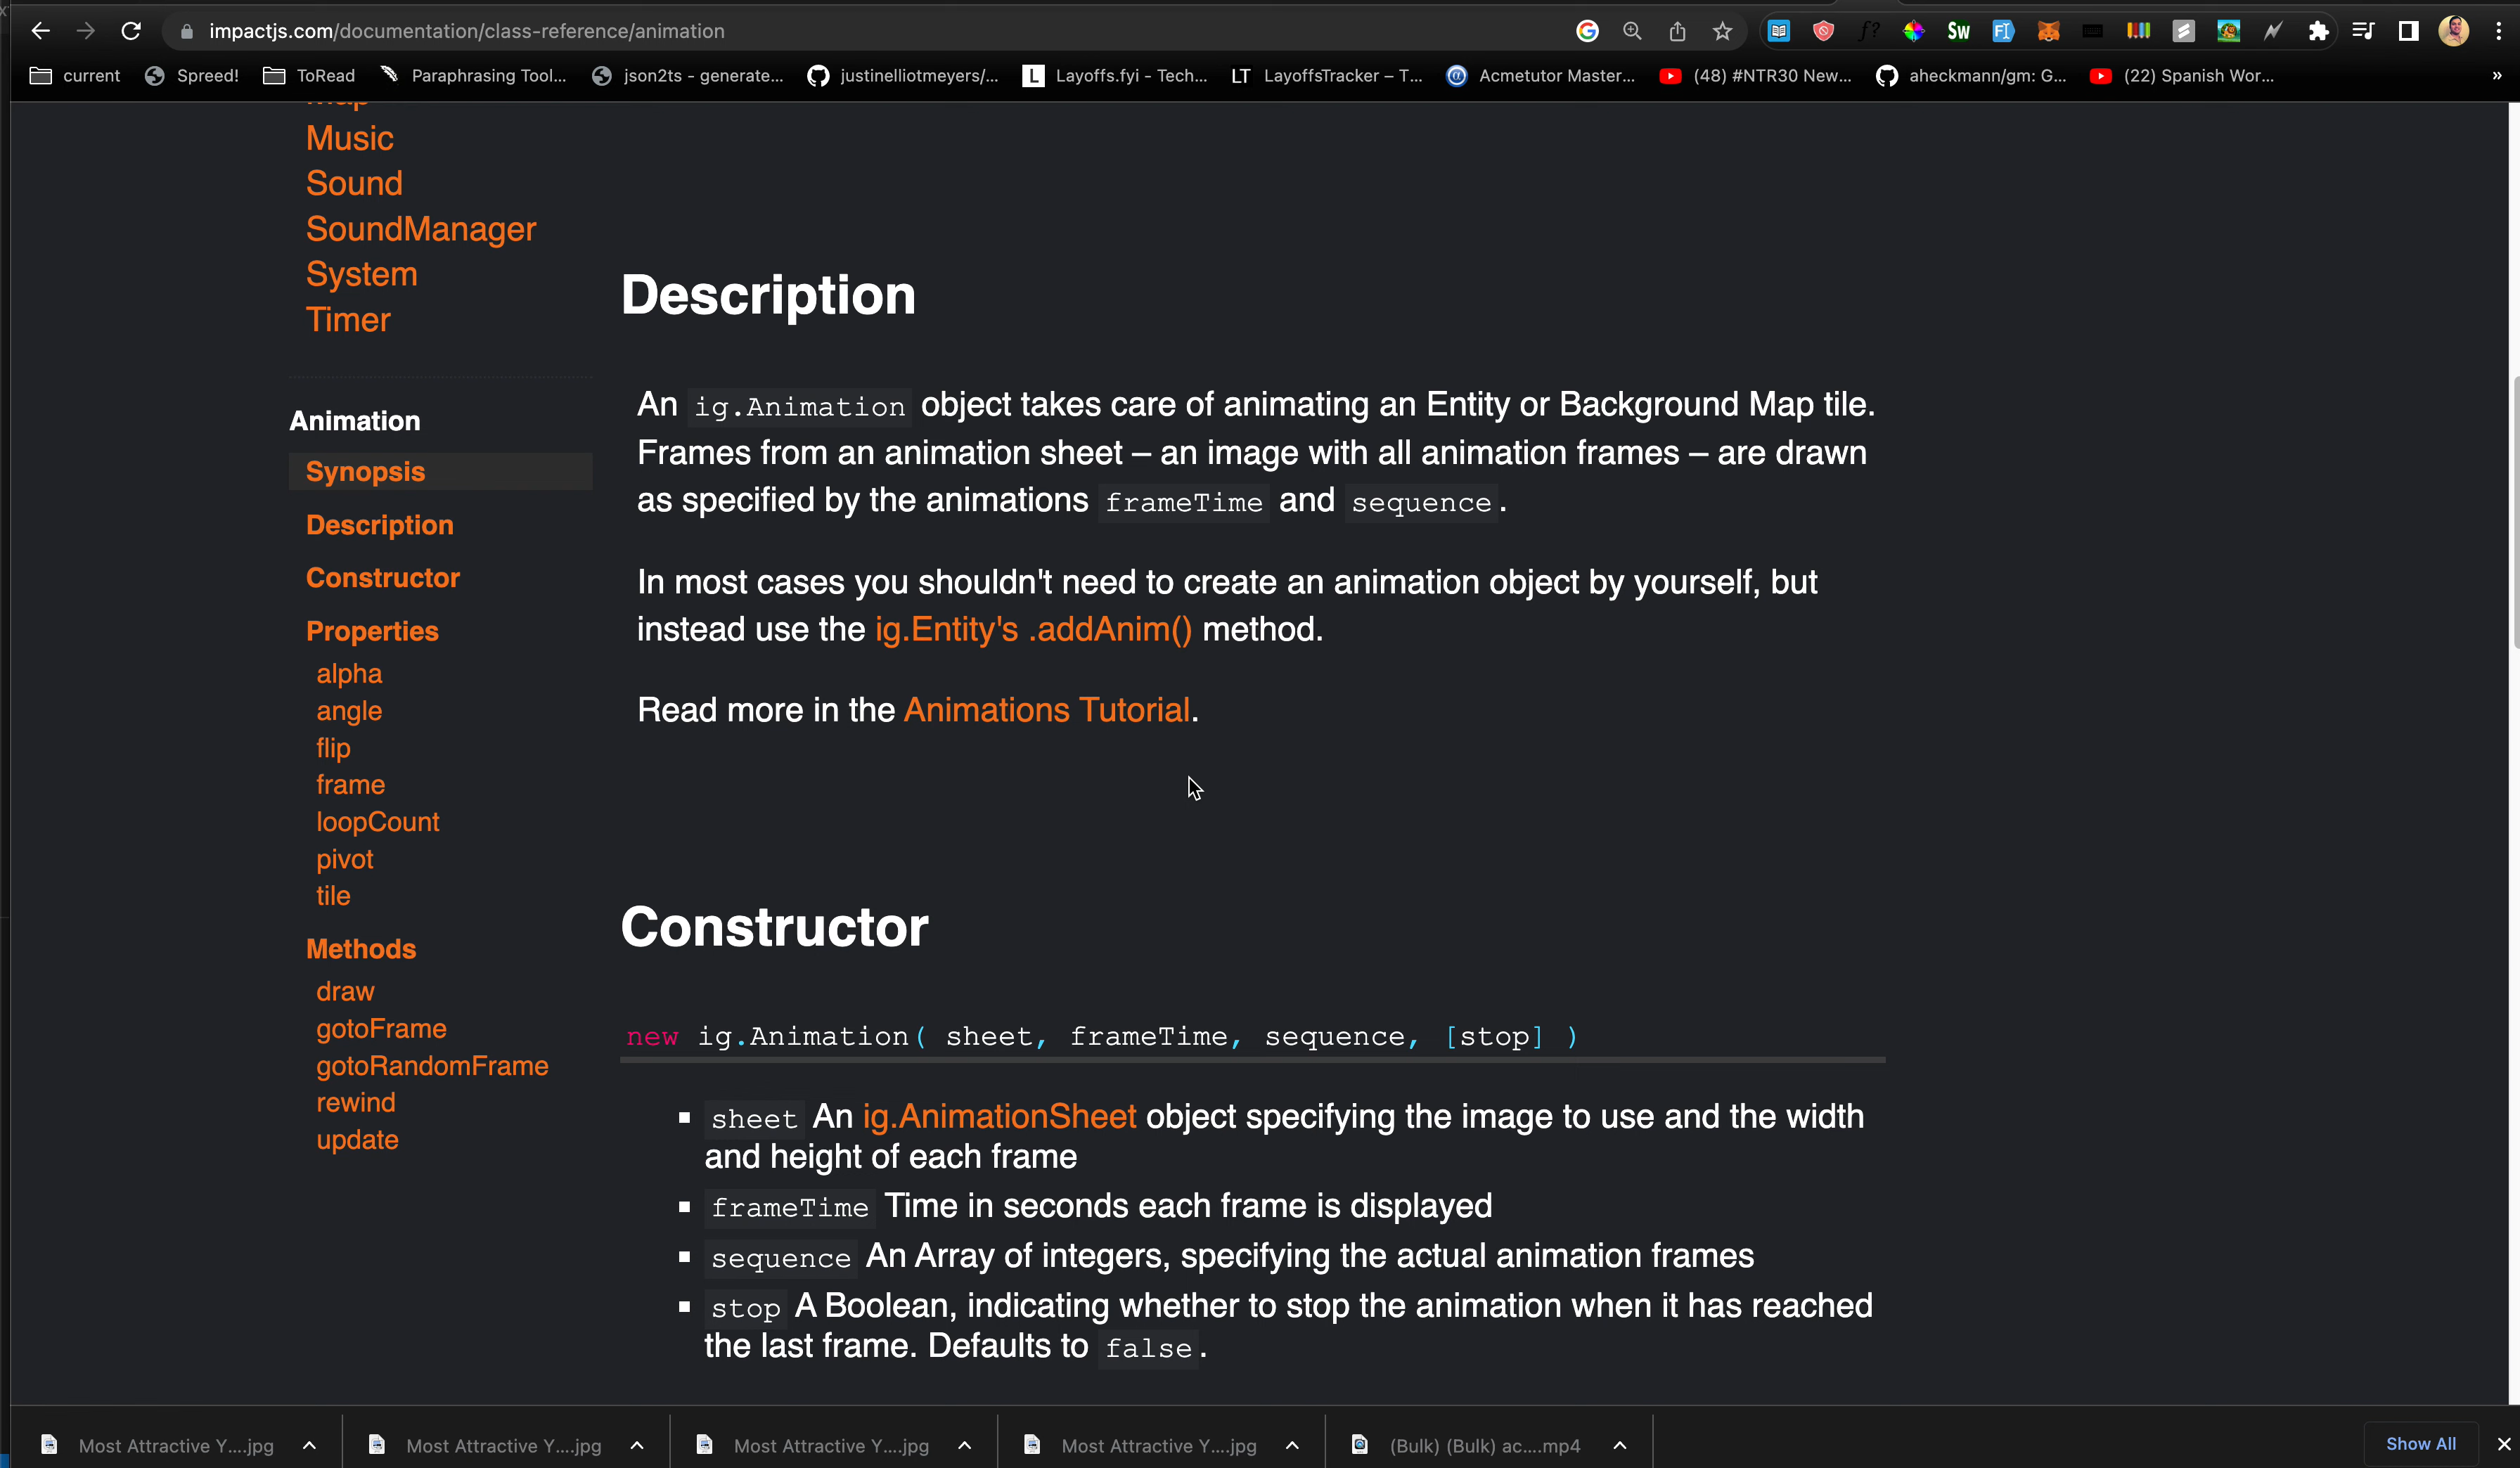 impactjs.com/documentation/class-reference/animation
current
Spreed!
ToRead
Paraphrasing Tool...
json2ts - generate...
justinelliotmeyers/...
Layoffs.fyi - Tech...
LT LayoffsTracker – T...
Acmetutor Master...
(48) #NTR30 New...
aheckmann/gm: G...
(22) Spanish Wor...
»
Map
Music
Sound
SoundManager
System
Timer
Animation
Synopsis
Description
Constructor
Properties
alpha
angle
flip
frame
loopCount
pivot
tile
Methods
draw
gotoFrame
gotoRandomFrame
rewind
update
Description
An ig.Animation object takes care of animating an Entity or Background Map tile.
Frames from an animation sheet – an image with all animation frames – are drawn
as specified by the animations frameTime and sequence.
In most cases you shouldn't need to create an animation object by yourself, but
instead use the ig.Entity's .addAnim() method.
Read more in the Animations Tutorial.
Constructor
new ig.Animation( sheet, frameTime, sequence, [stop] )
sheet An ig.AnimationSheet object specifying the image to use and the width
and height of each frame
frameTime Time in seconds each frame is displayed
sequence An Array of integers, specifying the actual animation frames
stop A Boolean, indicating whether to stop the animation when it has reached
the last frame. Defaults to false.
Most Attractive Y....jpg
Most Attractive Y....jpg
Most Attractive Y....jpg
Most Attractive Y....jpg
(Bulk) (Bulk) ac....mp4
Show All